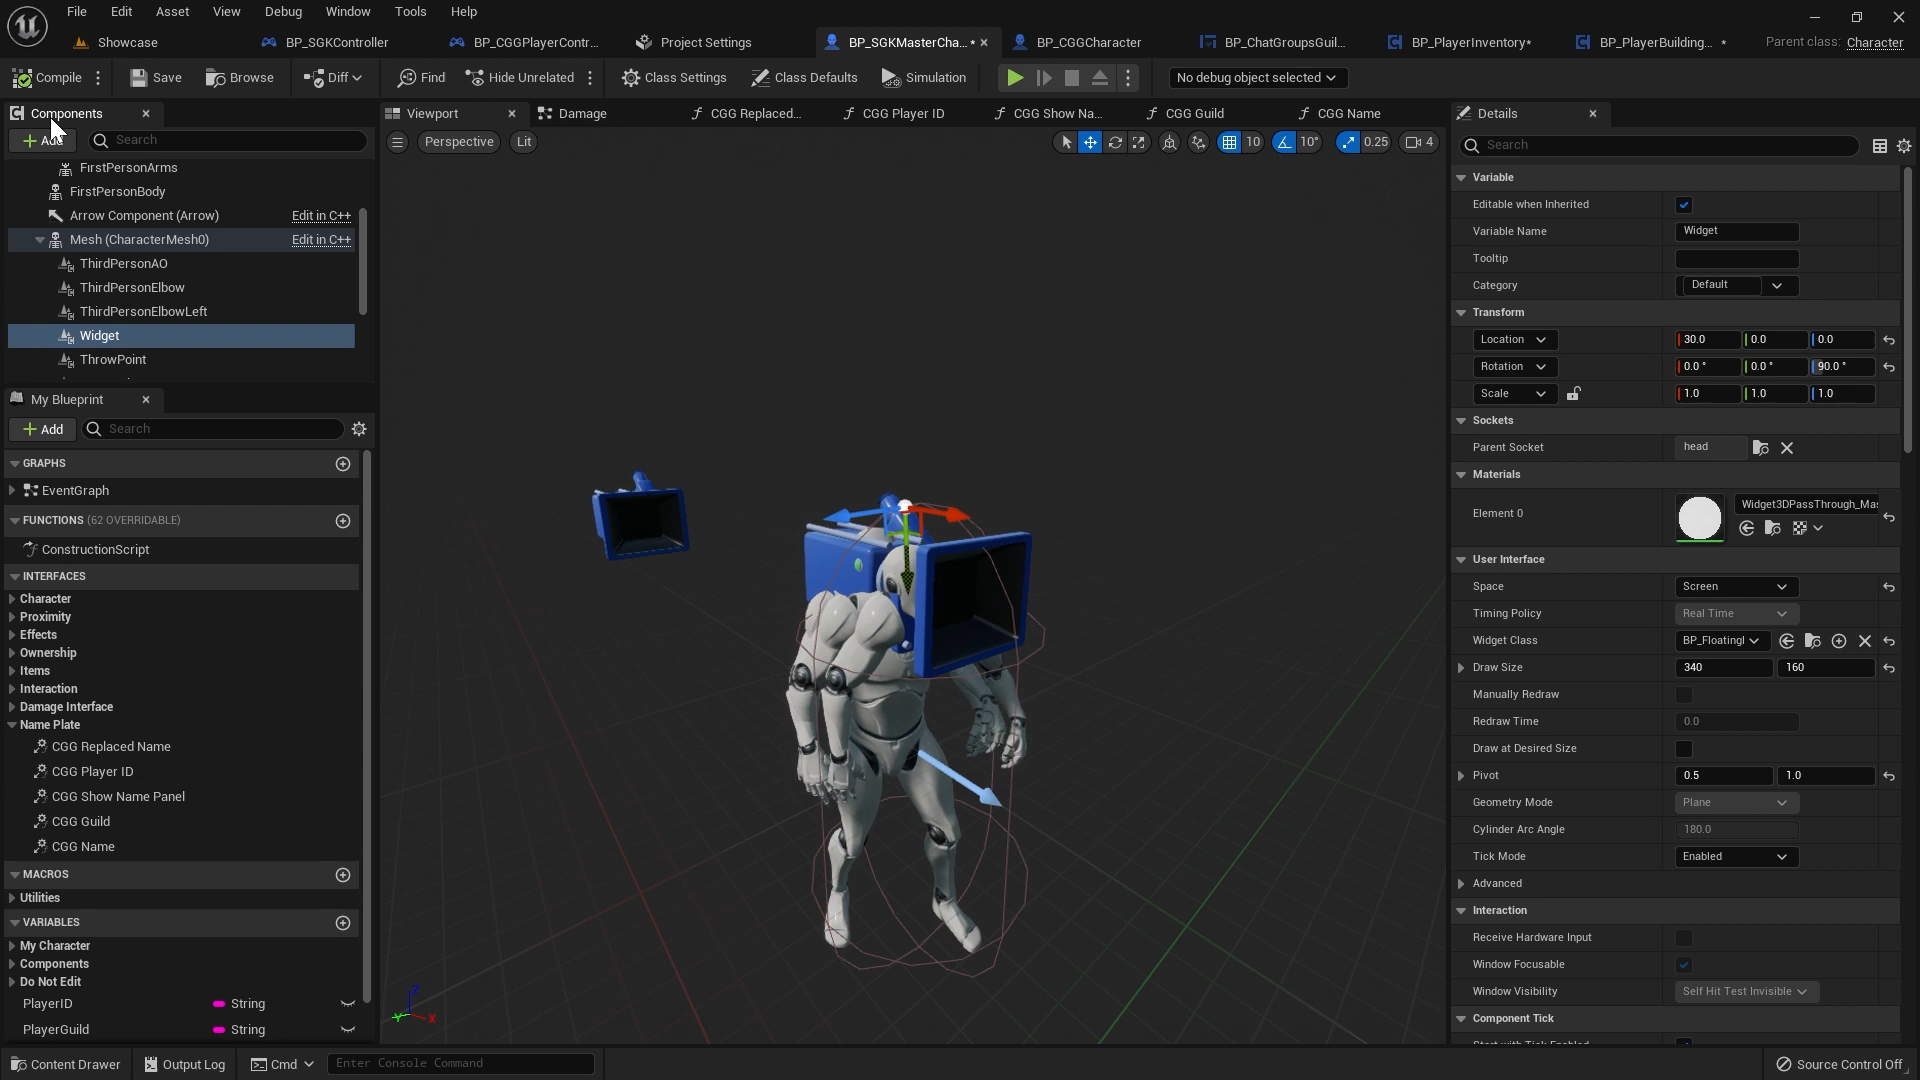 File Edit Asset View Debug Window Tools Help
Showcase BP_SGKController BP_CGGPlayerContr... Project Settings BP_SGKMasterCha... • BP_CGGCharacter BP_ChatGroupsGuil... BP_PlayerInventory• BP_PlayerBuilding... • Parent class: Character
Compile Save Browse Diff Find Hide Unrelated Class Settings Class Defaults Simulation No debug object selected
Components
Add Search
FirstPersonArms
FirstPersonBody
Arrow Component (Arrow) Edit in C++
Mesh (CharacterMesh0) Edit in C++
ThirdPersonAO
ThirdPersonElbow
ThirdPersonElbowLeft
Widget
ThrowPoint
My Blueprint
Add Search
GRAPHS
EventGraph
FUNCTIONS (62 OVERRIDABLE)
ConstructionScript
INTERFACES
Character
Proximity
Effects
Ownership
Items
Interaction
Damage Interface
Name Plate
CGG Replaced Name
CGG Player ID
CGG Show Name Panel
CGG Guild
CGG Name
MACROS
Utilities
VARIABLES
My Character
Components
Do Not Edit
PlayerID String
PlayerGuild String
Viewport Damage CGG Replaced... CGG Player ID CGG Show Na... CGG Guild CGG Name
Perspective Lit 10 10° 0.25 4
Z Y X
Details
Search
Variable
Editable when Inherited
Variable Name Widget
Tooltip
Category Default
Transform
Location 30.0 0.0 0.0
Rotation 0.0 ° 0.0 ° 90.0 °
Scale 1.0 1.0 1.0
Sockets
Parent Socket head
Materials
Element 0 Widget3DPassThrough_Mas
User Interface
Space Screen
Timing Policy Real Time
Widget Class BP_FloatingI
Draw Size 340 160
Manually Redraw
Redraw Time 0.0
Draw at Desired Size
Pivot 0.5 1.0
Geometry Mode Plane
Cylinder Arc Angle 180.0
Tick Mode Enabled
Advanced
Interaction
Receive Hardware Input
Window Focusable
Window Visibility Self Hit Test Invisible
Component Tick
Start with Tick Enabled
Content Drawer Output Log Cmd Enter Console Command Source Control Off